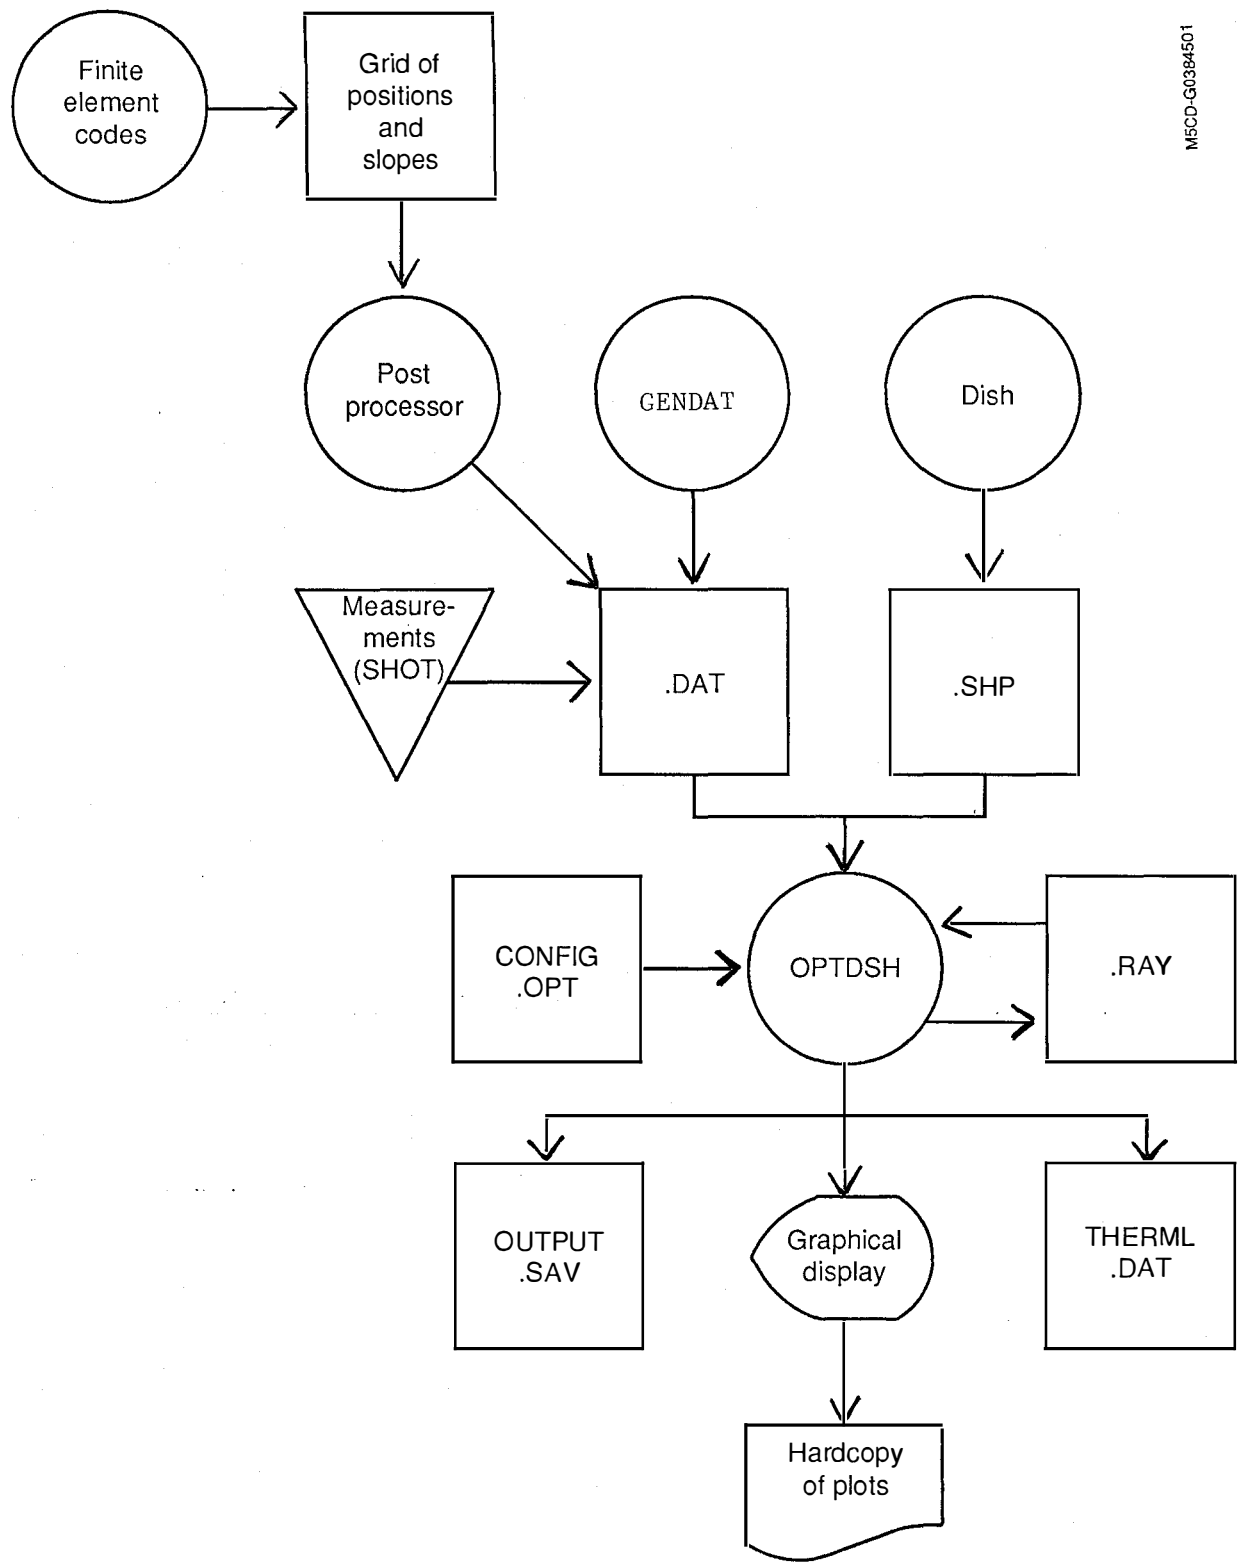 Finite
element
codes
Grid of
positions
and
slopes
M5CD-G0384501
Post
processor
GENDAT
Dish
Measure-
ments
(SHOT)
.DAT
.SHP
CONFIG
.OPT
OPTDSH
.RAY
OUTPUT
.SAV
Graphical
display
THERML
.DAT
Hardcopy
of plots